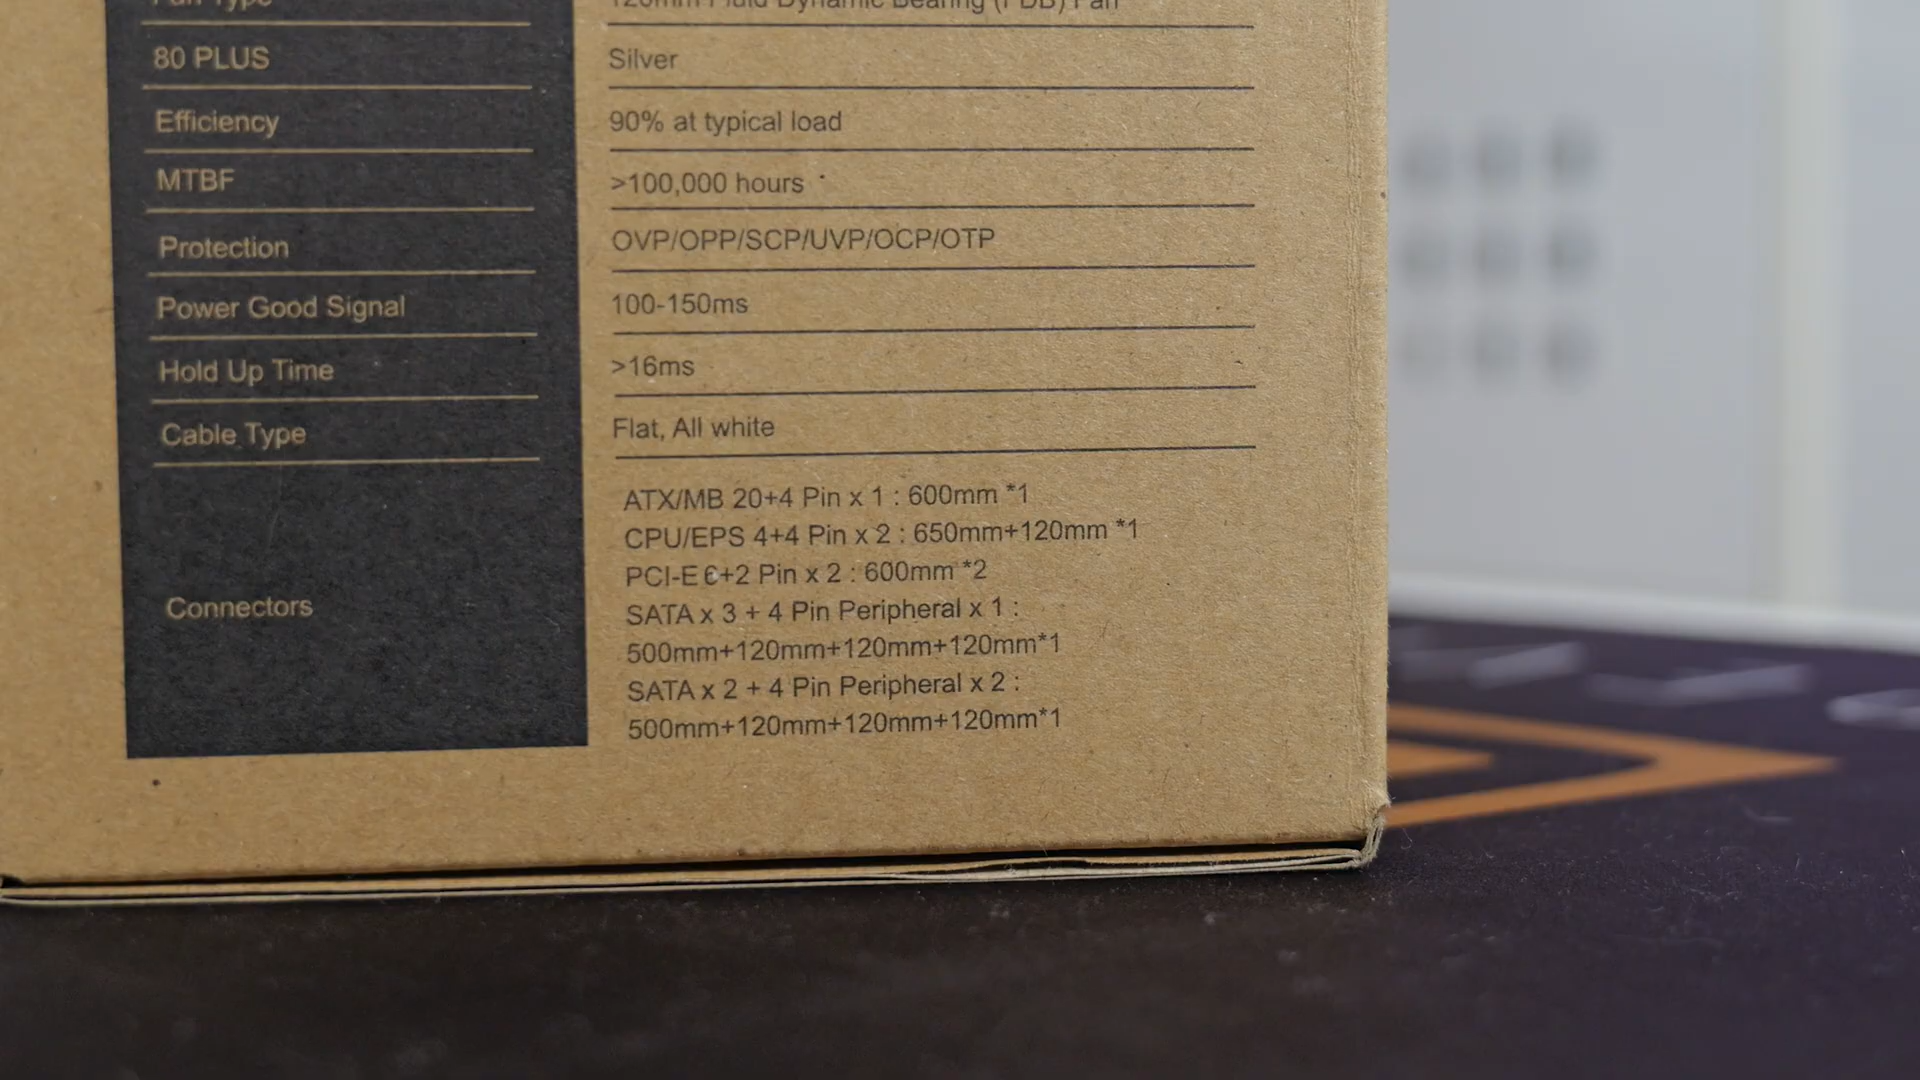 Fan Type
120mm Fluid Dynamic Bearing (FDB) Fan
80 PLUS
Silver
Efficiency
90% at typical load
MTBF
>100,000 hours
Protection
OVP/OPP/SCP/UVP/OCP/OTP
Power Good Signal
100-150ms
Hold Up Time
>16ms
Cable Type
Flat, All white
Connectors
ATX/MB 20+4 Pin x 1 : 600mm *1
CPU/EPS 4+4 Pin x 2 : 650mm+120mm *1
PCI-E 6+2 Pin x 2 : 600mm *2
SATA x 3 + 4 Pin Peripheral x 1 :
500mm+120mm+120mm+120mm*1
SATA x 2 + 4 Pin Peripheral x 2 :
500mm+120mm+120mm+120mm*1